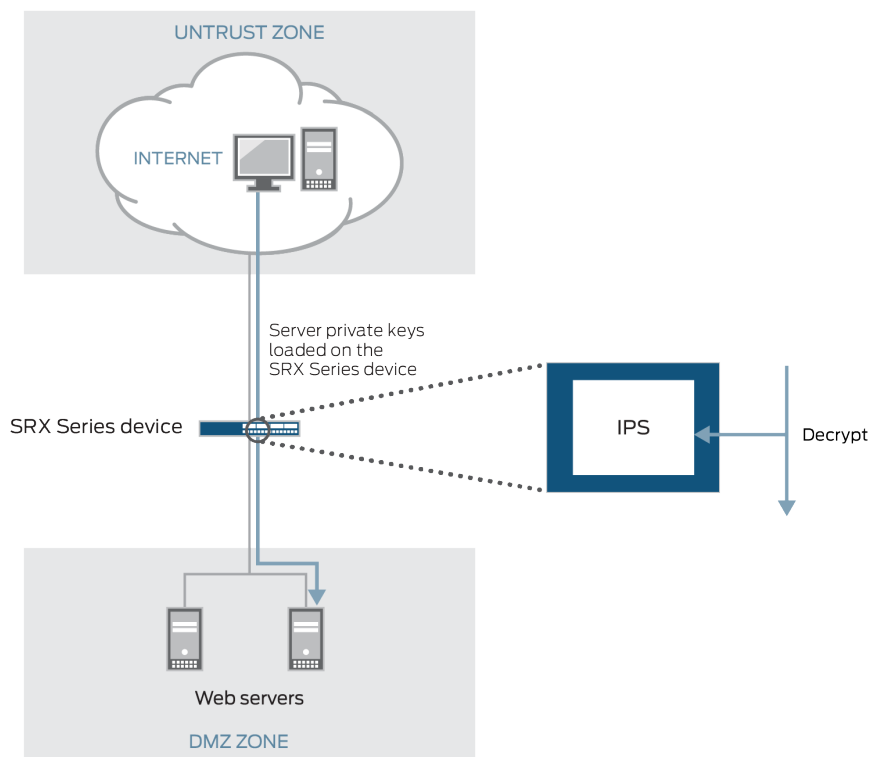 UNTRUST ZONE
INTERNET
Server private keys
loaded on the
SRX Series device
SRX Series device
IPS
Decrypt
Web servers
DMZ ZONE